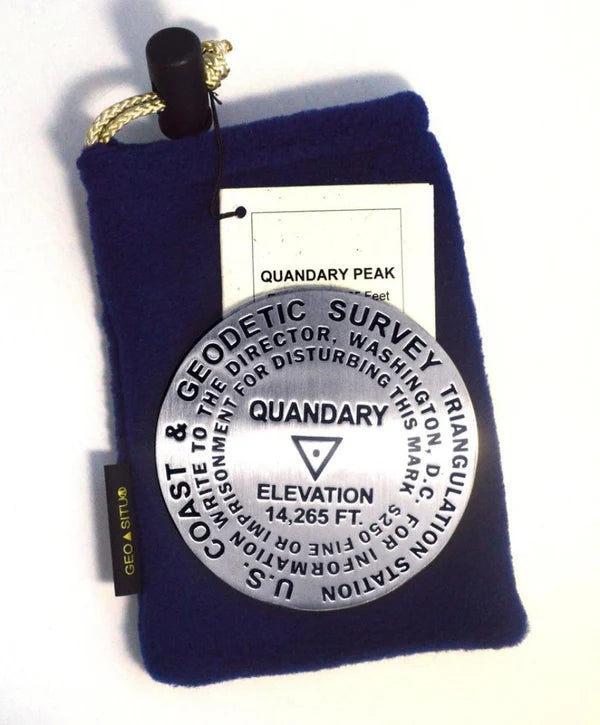 QUANDARY PEAK
Feet
U.S. COAST & GEODETIC SURVEY TRIANGULATION STATION
FOR INFORMATION WRITE TO THE DIRECTOR, WASHINGTON, D.C
$250 FINE OR IMPRISONMENT FOR DISTURBING THIS MARK
QUANDARY
ELEVATION
14,265 FT.
GEO▲SITU®